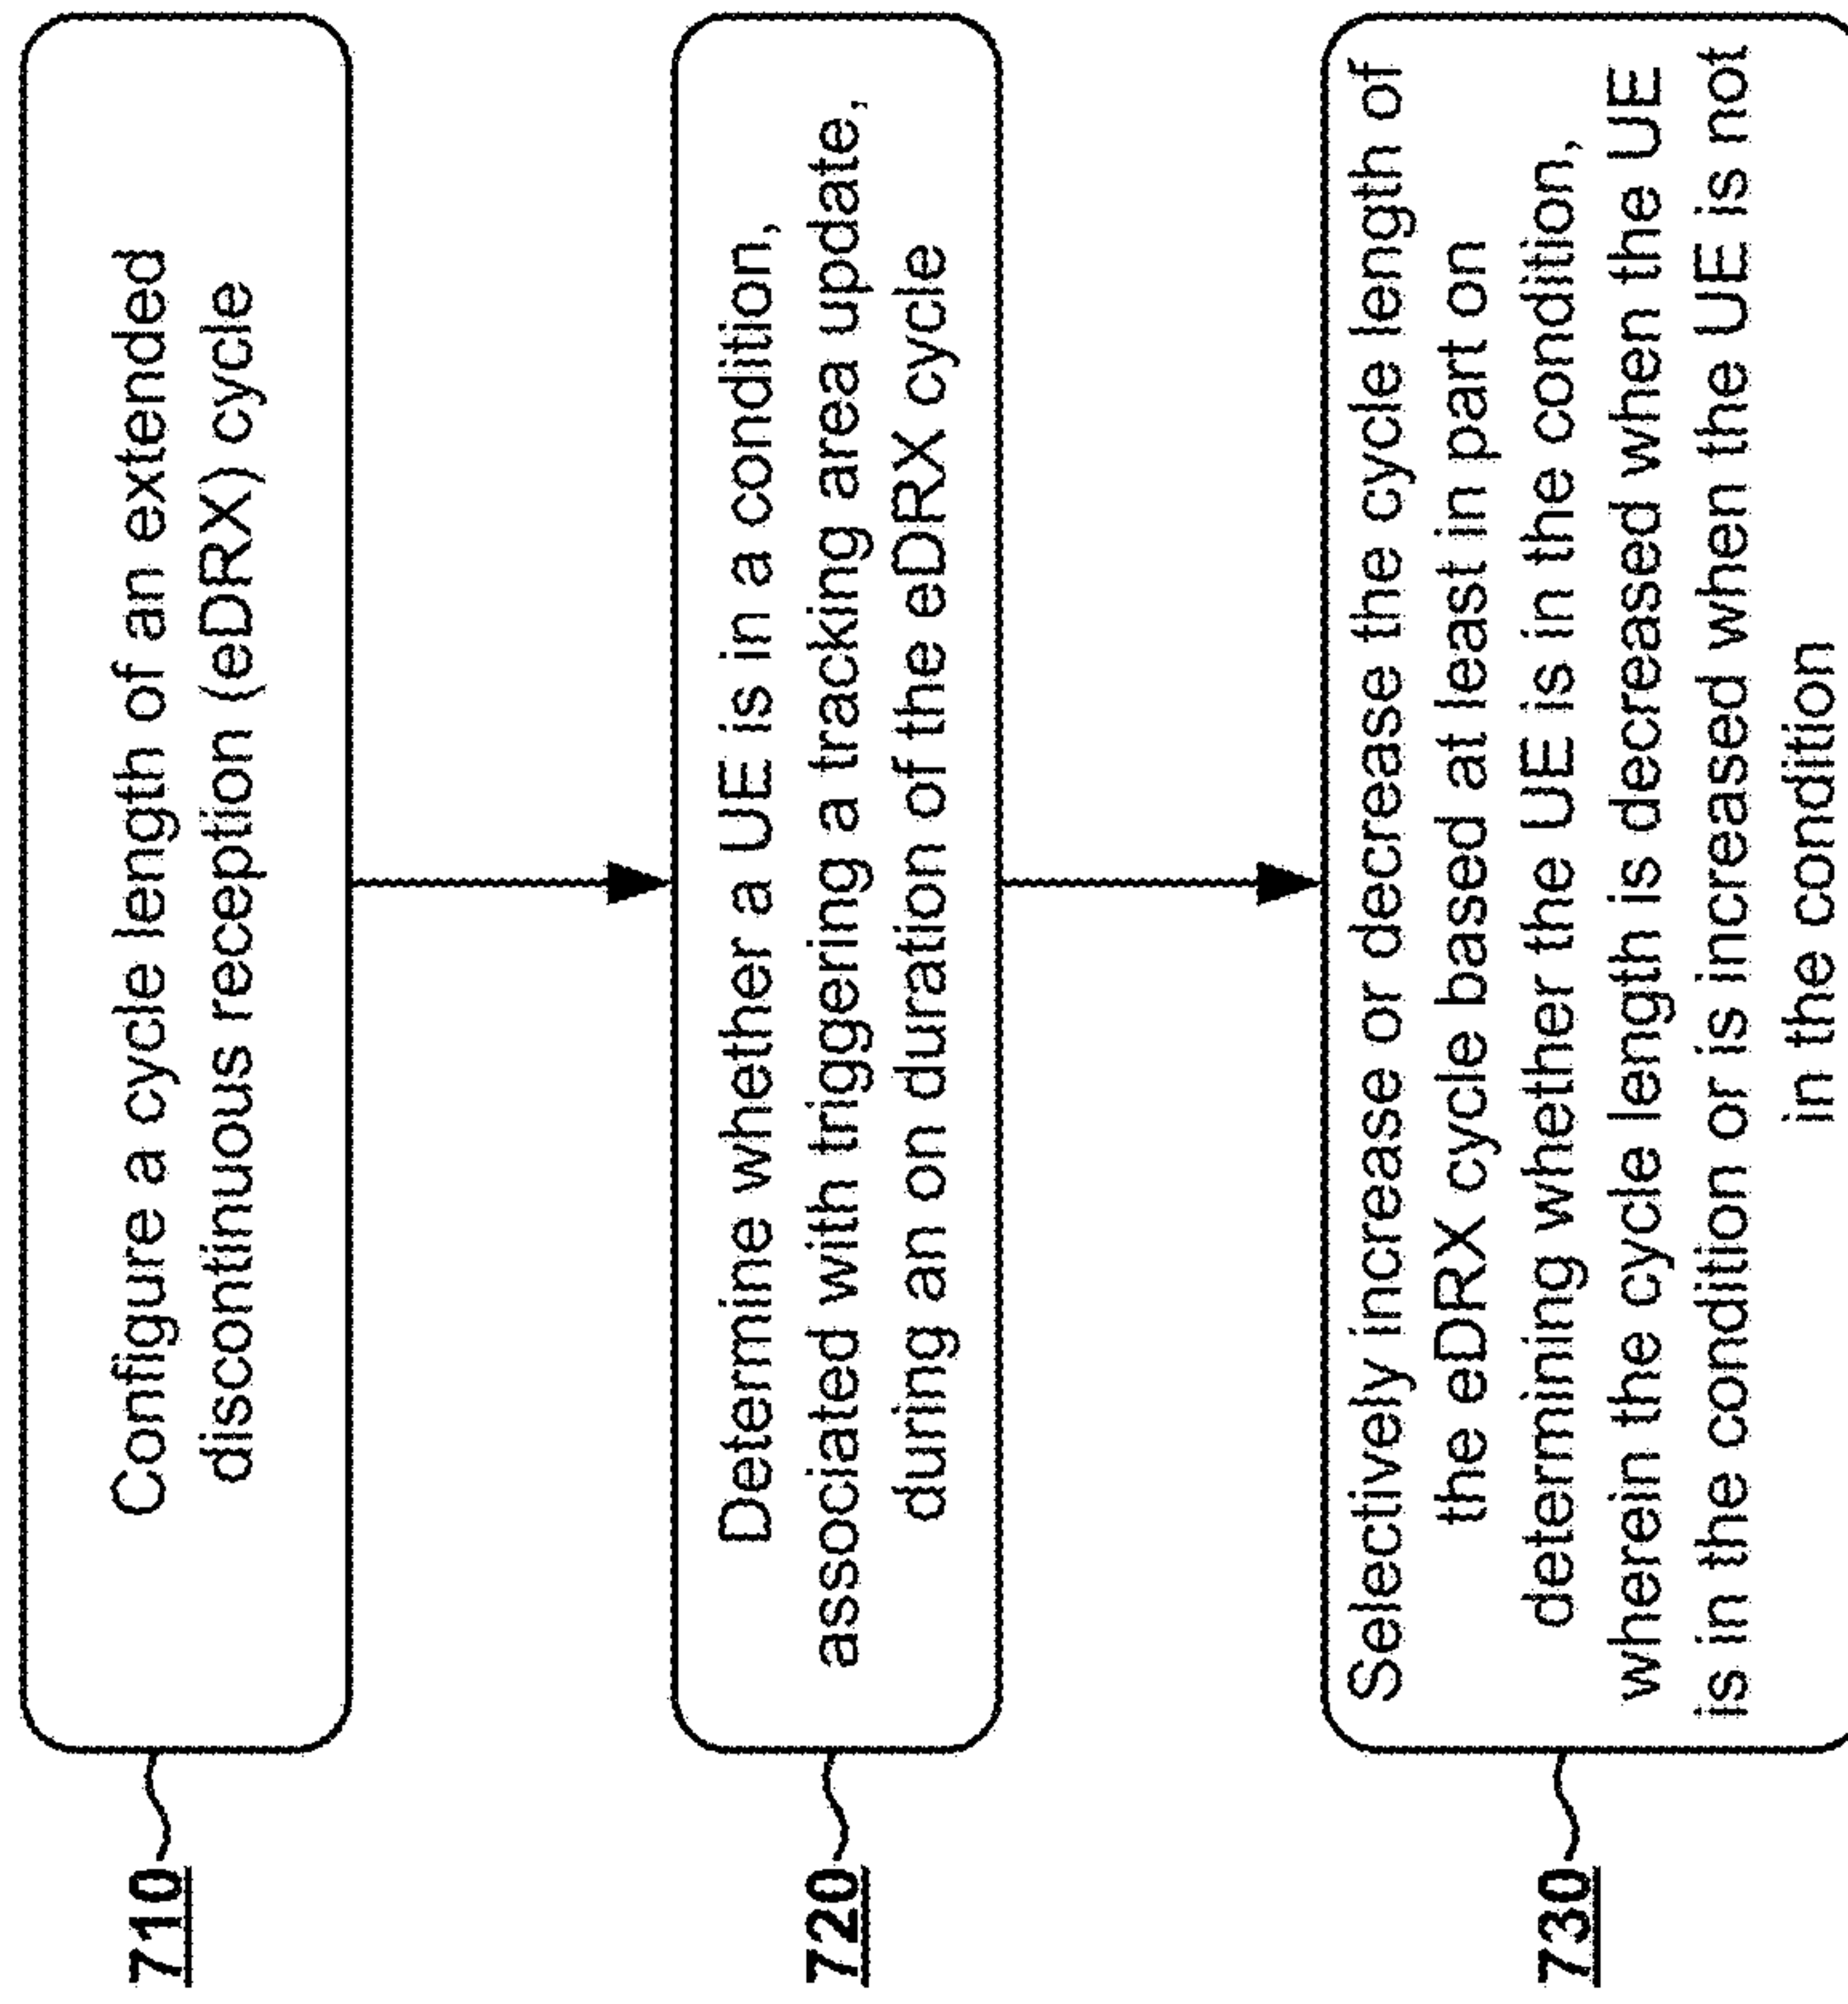 710
Configure a cycle length of an extended
discontinuous reception (eDRX) cycle
720
Determine whether a UE is in a condition,
associated with triggering a tracking area update,
during an on duration of the eDRX cycle
730
Selectively increase or decrease the cycle length of
the eDRX cycle based at least in part on
determining whether the UE is in the condition,
wherein the cycle length is decreased when the UE
is in the condition or is increased when the UE is not
in the condition